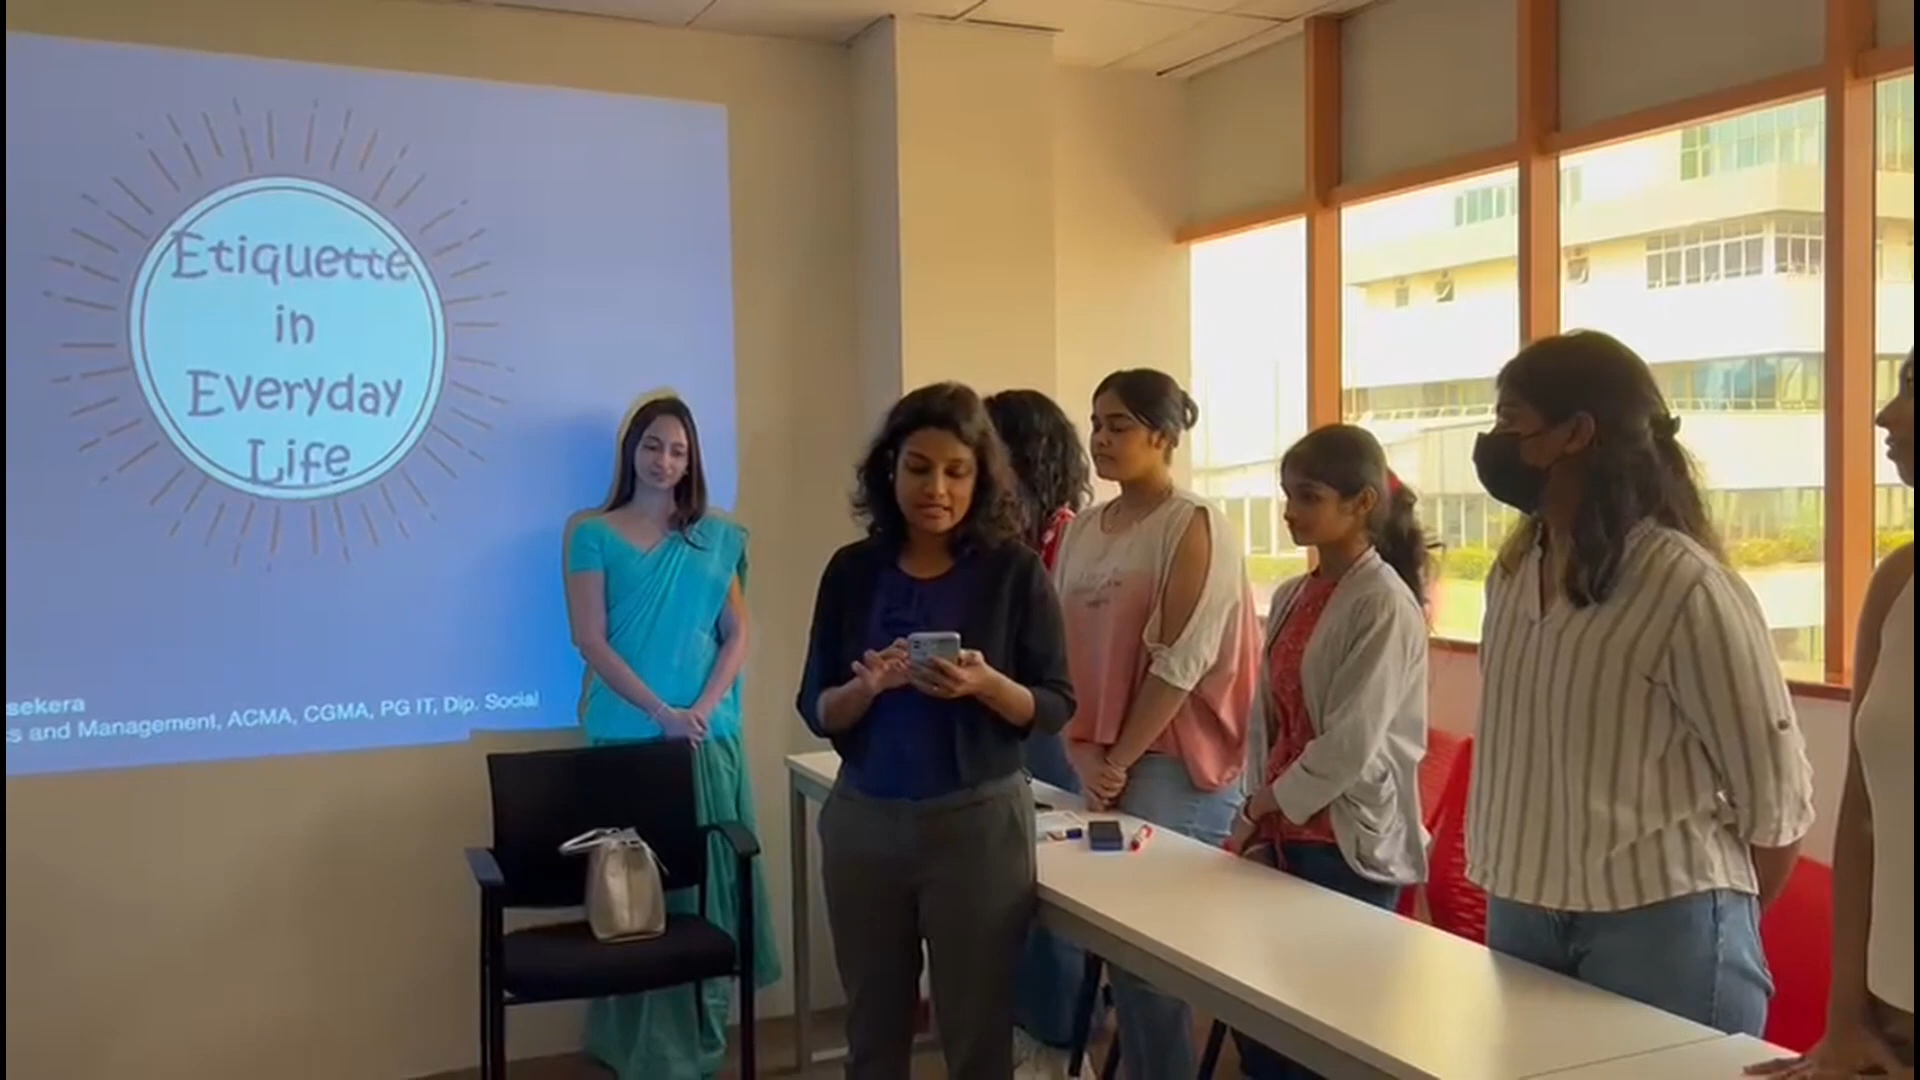 Etiquette
in
Everyday
Life
sekera
s and Management, ACMA, CGMA, PG IT, Dip. Social